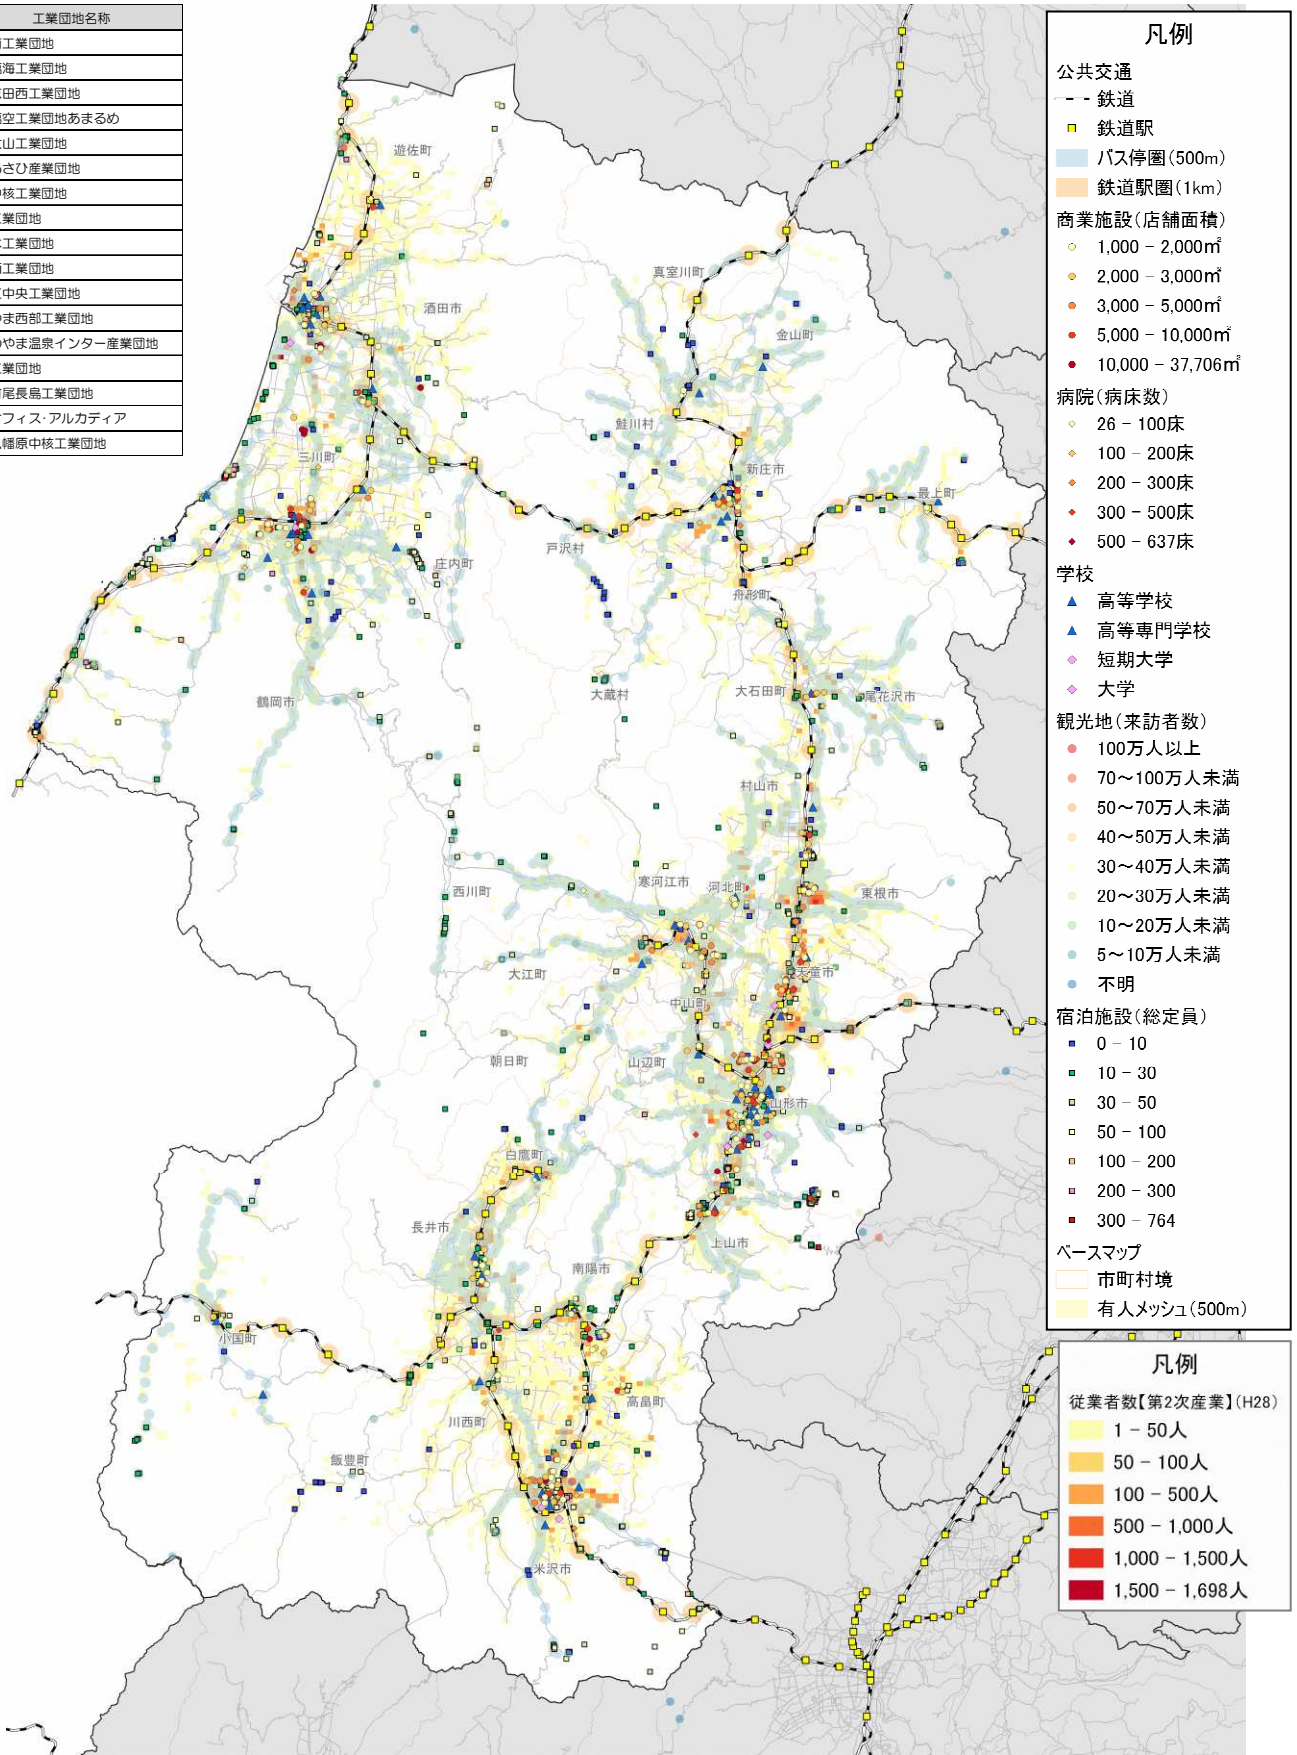 工業団地名称
工業団地
海工業団地
田西工業団地
空工業団地あまるめ
山工業団地
さひ産業団地
核工業団地
業団地
工業団地
工業団地
中央工業団地
ま西部工業団地
やま温泉インター産業団地
業団地
尾長島工業団地
フィス・アルカディア
幡原中核工業団地
遊佐町
酒田市
真室川町
金山町
鮭川村
三川町
新庄市
最上町
戸沢村
庄内町
舟形町
大蔵村
大石田町
尾花沢市
鶴岡市
村山市
西川町
寒河江市
河北町
東根市
大江町
天童市
中山町
朝日町
山辺町
山形市
白鷹町
長井市
上山市
南陽市
小国町
高畠町
川西町
飯豊町
米沢市
凡例
公共交通
鉄道
鉄道駅
バス停圏(500m)
鉄道駅圏(1km)
商業施設(店舗面積)
1,000 - 2,000㎡
2,000 - 3,000㎡
3,000 - 5,000㎡
5,000 - 10,000㎡
10,000 - 37,706㎡
病院(病床数)
26 - 100床
100 - 200床
200 - 300床
300 - 500床
500 - 637床
学校
高等学校
高等専門学校
短期大学
大学
観光地(来訪者数)
100万人以上
70～100万人未満
50～70万人未満
40～50万人未満
30～40万人未満
20～30万人未満
10～20万人未満
5～10万人未満
不明
宿泊施設(総定員)
0 - 10
10 - 30
30 - 50
50 - 100
100 - 200
200 - 300
300 - 764
ベースマップ
市町村境
有人メッシュ(500m)
凡例
従業者数【第2次産業】(H28)
1 - 50人
50 - 100人
100 - 500人
500 - 1,000人
1,000 - 1,500人
1,500 - 1,698人